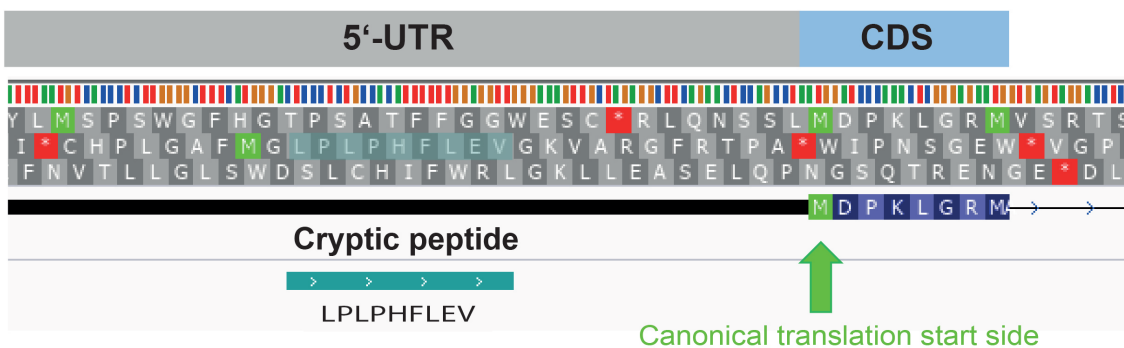 5‘-UTR CDS
Y L M S P S W G F H G T P S A T F F G G W E S C * R L Q N S S L M D P K L G R M V S R T S
I * C H P L G A F M G L P L P H F L E V G K V A R G F R T P A * W I P N S G E W * V G P
F N V T L L G L S W D S L C H I F W R L G K L L E A S E L Q P N G S Q T R E N G E * D L
M D P K L G R M
Cryptic peptide
LPLPHFLEV
Canonical translation start side